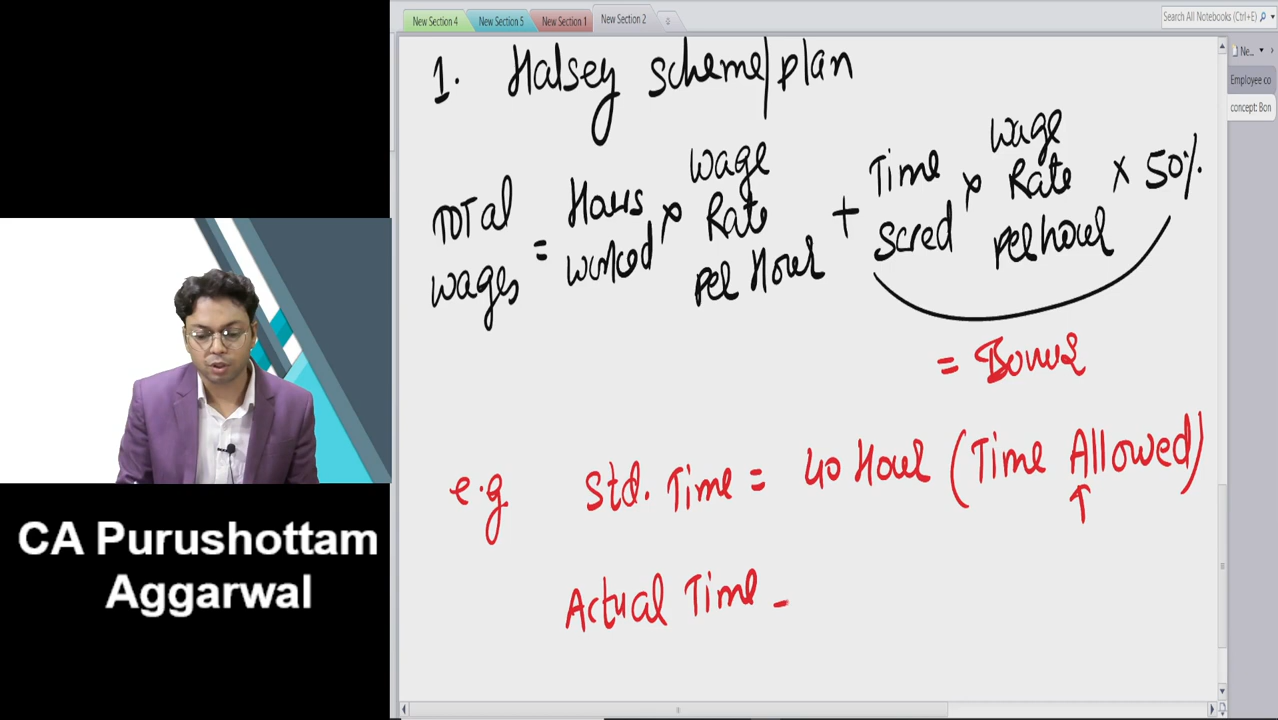 New Section 4 New Section 5 New Section 1 New Section 2
Search All Notebooks (Ctrl+E)
Ne...
Employee co
concept: Bon
1. Halsey scheme/plan
Total wages = Hours worked x wage Rate per Hour + Time saved x wage Rate per hour x 50%
= Bonus
e.g Std. Time = 40 Hour (Time Allowed)
Actual Time -
CA Purushottam
Aggarwal